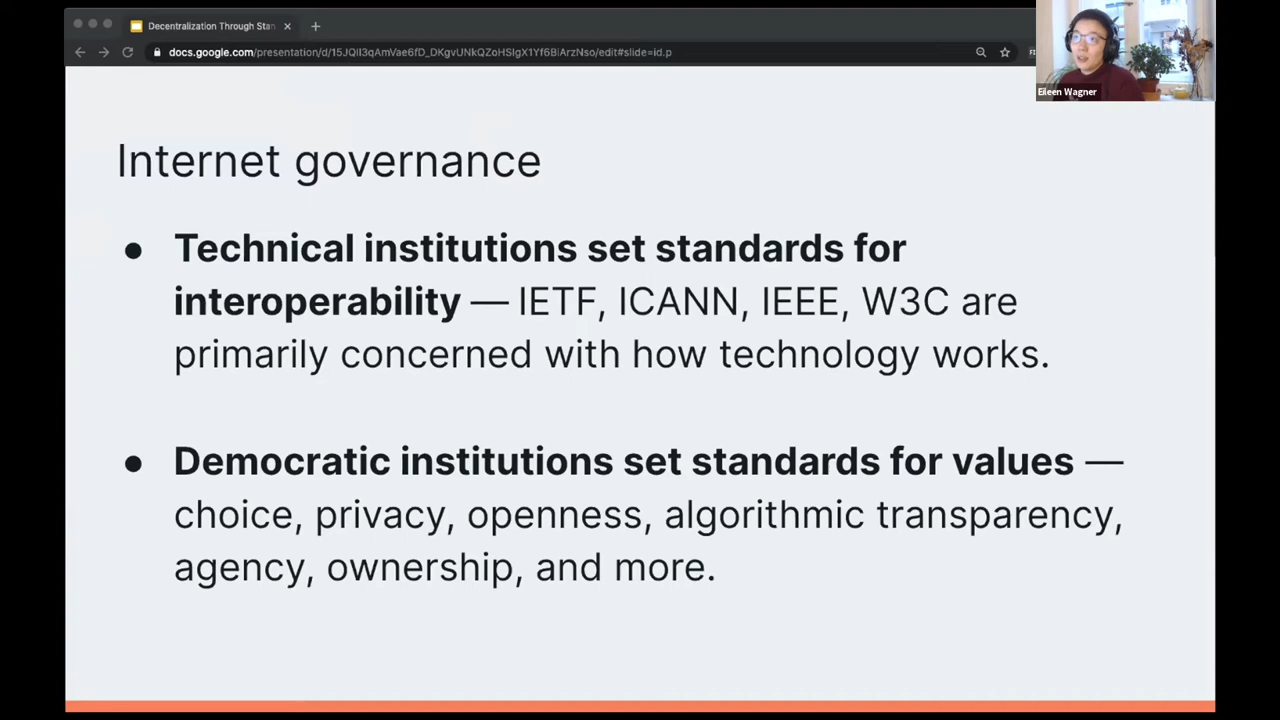 Decentralization Through Stan
docs.google.com/presentation/d/15JQlI3qAmVae6fD_DKgvUNkQZoHSIgX1Yf6BiArzNso/edit#slide=id.p
Eileen Wagner
Internet governance
● Technical institutions set standards for
interoperability — IETF, ICANN, IEEE, W3C are
primarily concerned with how technology works.
● Democratic institutions set standards for values —
choice, privacy, openness, algorithmic transparency,
agency, ownership, and more.